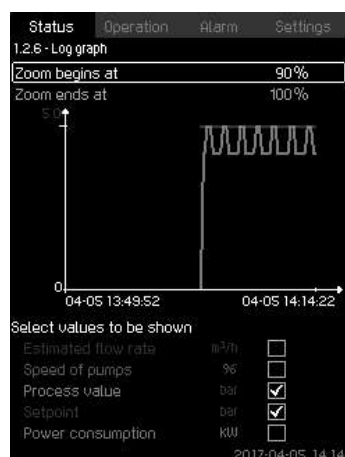 Status Operation Alarm Settings
1.2.6 - Log graph
Zoom begins at 90%
Zoom ends at 100%
5.0
0
04-05 13:49:52 04-05 14:14:22
Select values to be shown
Estimated flow rate m³/h
Speed of pumps %
Process value bar
Setpoint bar
Power consumption kW
2017-04-05 14:14